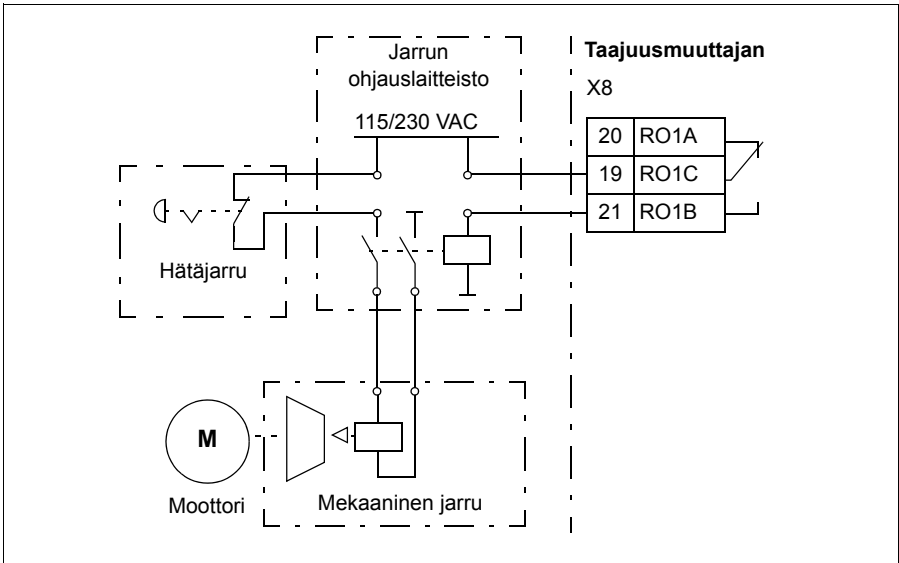 Jarrun
ohjauslaitteisto
115/230 VAC
Taajuusmuuttajan
X8
20 RO1A
19 RO1C
21 RO1B
Hätäjarru
M
Moottori
Mekaaninen jarru